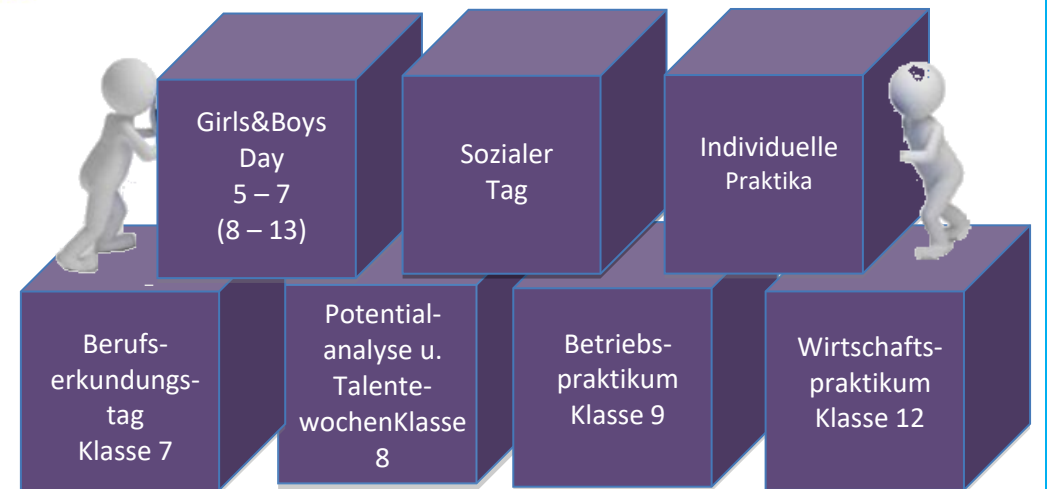 Girls&Boys
Day
5 – 7
(8 – 13)
Sozialer
Tag
Individuelle
Praktika
Berufs-
erkundungs-
tag
Klasse 7
Potential-
analyse u.
Talente-
wochenKlasse
8
Betriebs-
praktikum
Klasse 9
Wirtschafts-
praktikum
Klasse 12